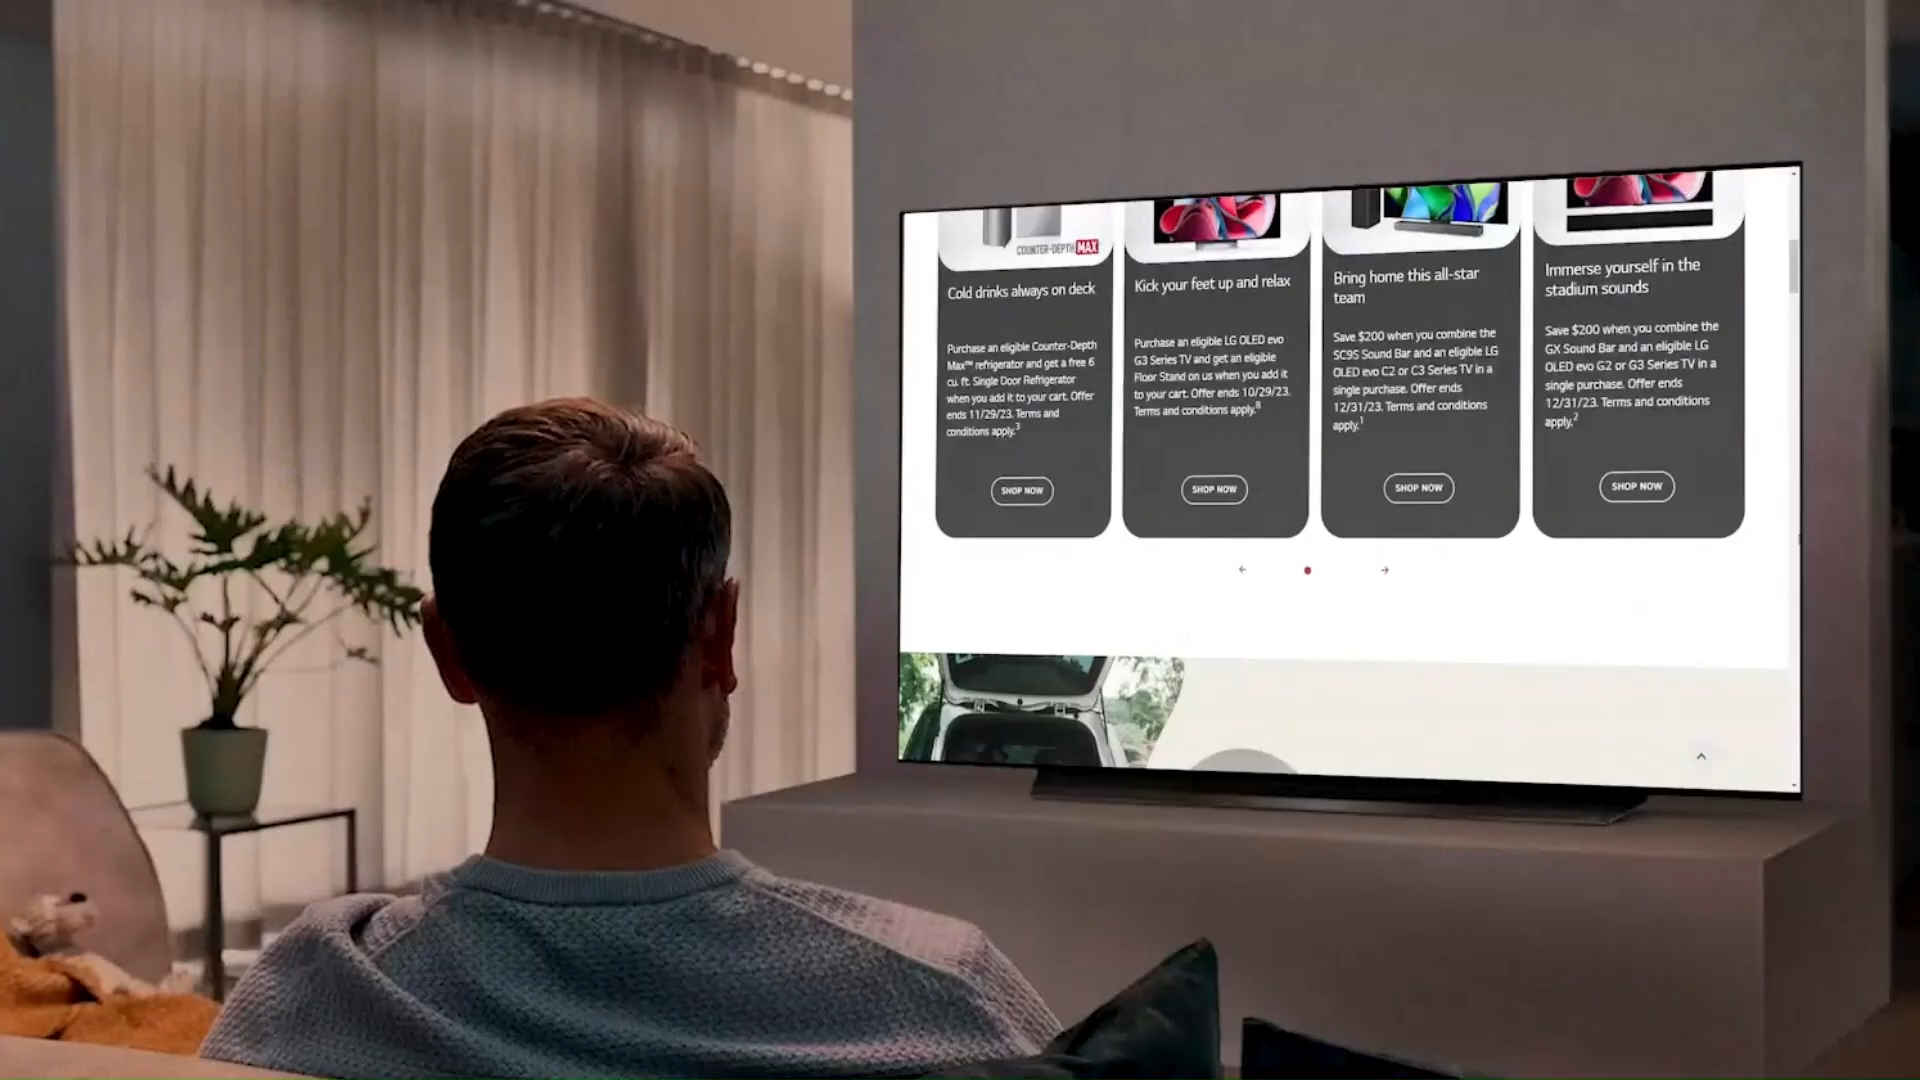 COUNTER-DEPTH MAX
Cold drinks always on deck
Purchase an eligible Counter-Depth
Max™ refrigerator and get a free 6
cu. ft. Single Door Refrigerator
when you add it to your cart. Offer
ends 11/29/23. Terms and
conditions apply.³
SHOP NOW
Kick your feet up and relax
Purchase an eligible LG OLED evo
G3 Series TV and get an eligible
Floor Stand on us when you add it
to your cart. Offer ends 10/29/23.
Terms and conditions apply.⁸
SHOP NOW
Bring home this all-star
team
Save $200 when you combine the
SC9S Sound Bar and an eligible LG
OLED evo C2 or C3 Series TV in a
single purchase. Offer ends
12/31/23. Terms and conditions
apply.¹
SHOP NOW
Immerse yourself in the
stadium sounds
Save $200 when you combine the
GX Sound Bar and an eligible LG
OLED evo G2 or G3 Series TV in a
single purchase. Offer ends
12/31/23. Terms and conditions
apply.²
SHOP NOW